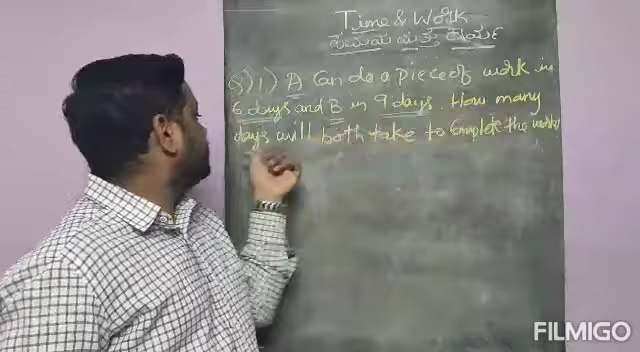 Time & Work
ಸಮಯ ಮತ್ತು ಕಾರ್ಯ
Q) 1) A Can do a piece of work in
6 days and B in 9 days. How many
days will both take to Complete the work?
FILMIGO